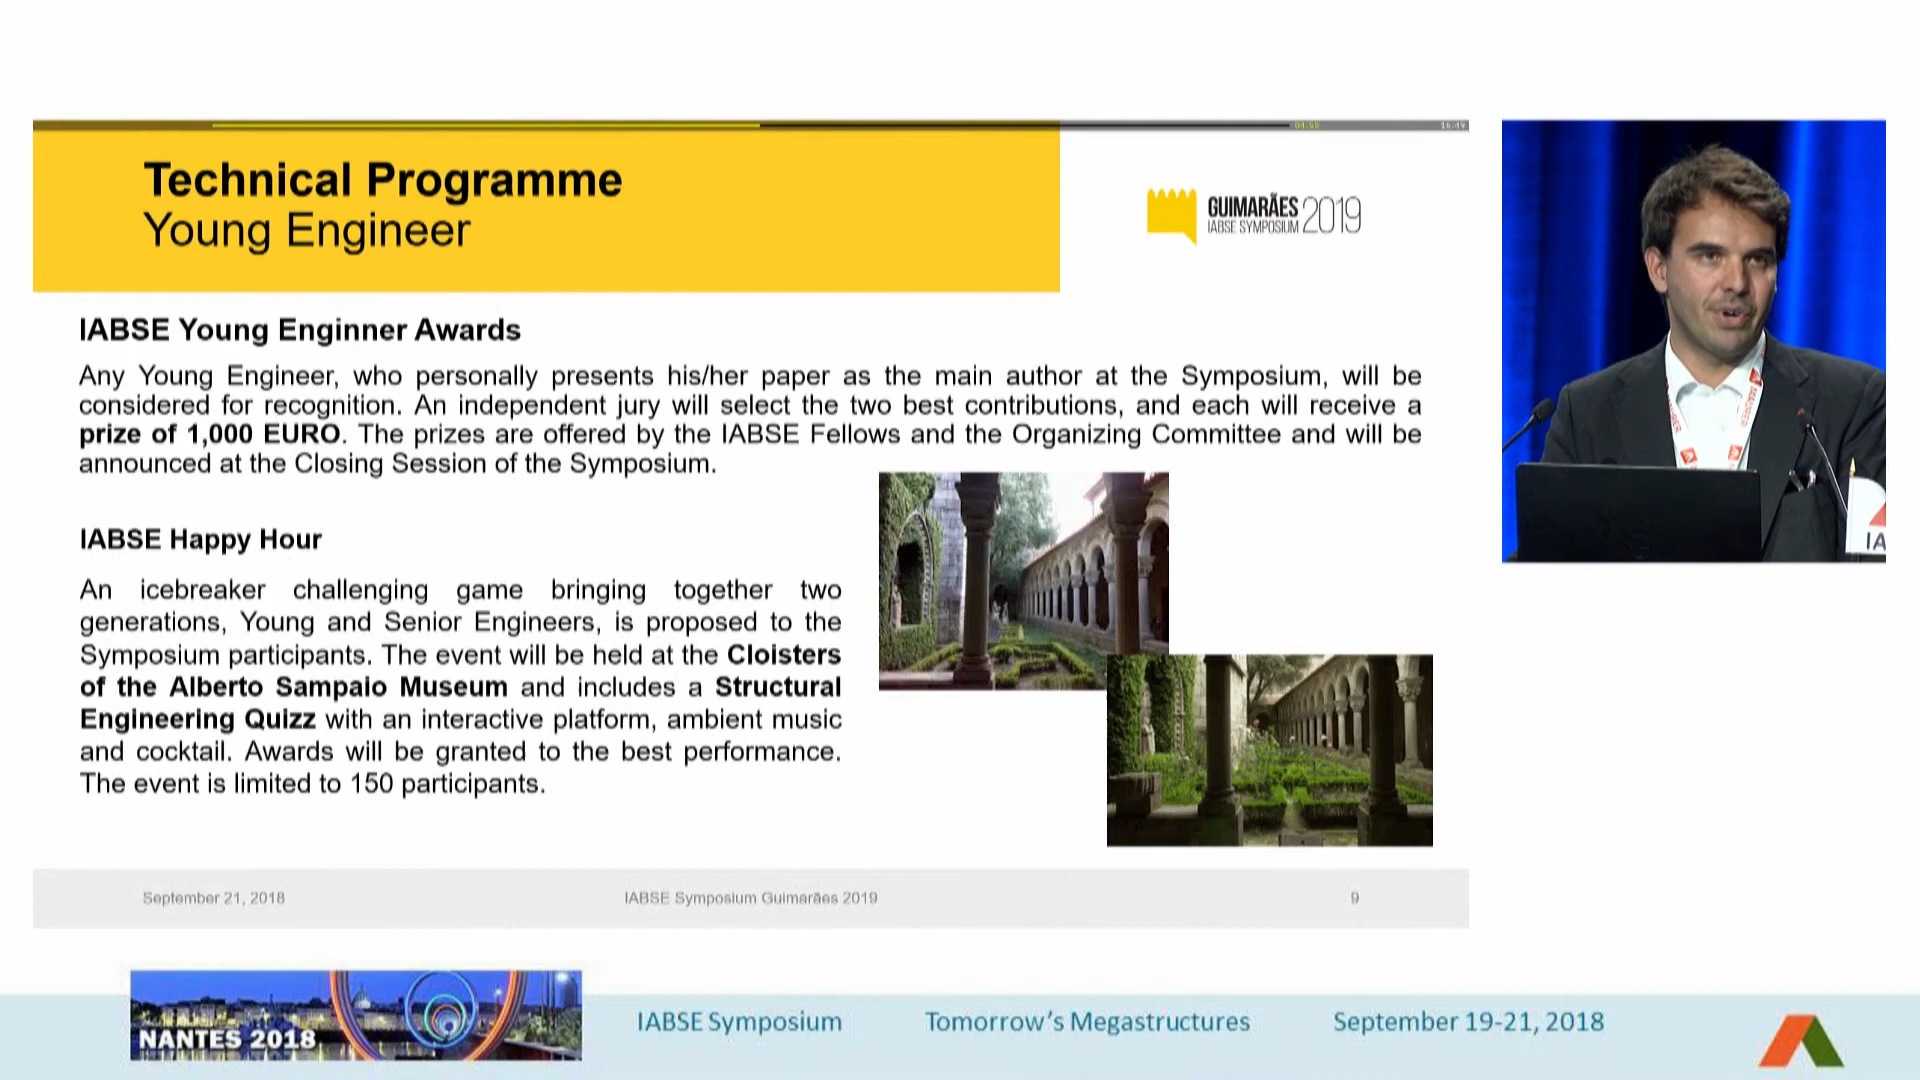 04:55
16:49
Technical Programme
Young Engineer
GUIMARÃES 2019
IABSE SYMPOSIUM
IABSE Young Enginner Awards
Any Young Engineer, who personally presents his/her paper as the main author at the Symposium, will be
considered for recognition. An independent jury will select the two best contributions, and each will receive a
prize of 1,000 EURO. The prizes are offered by the IABSE Fellows and the Organizing Committee and will be
announced at the Closing Session of the Symposium.
IABSE Happy Hour
An icebreaker challenging game bringing together two
generations, Young and Senior Engineers, is proposed to the
Symposium participants. The event will be held at the Cloisters
of the Alberto Sampaio Museum and includes a Structural
Engineering Quizz with an interactive platform, ambient music
and cocktail. Awards will be granted to the best performance.
The event is limited to 150 participants.
September 21, 2018
IABSE Symposium Guimarães 2019
9
IA
NANTES 2018
IABSE Symposium
Tomorrow's Megastructures
September 19-21, 2018